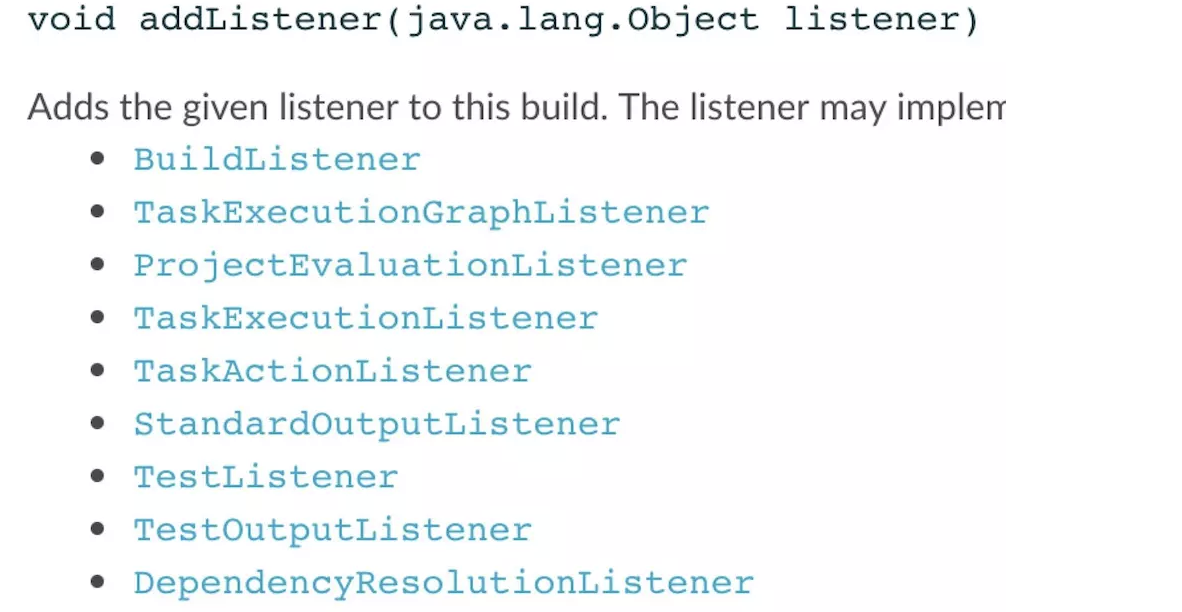 void addListener(java.lang.Object listener)
Adds the given listener to this build. The listener may implem
• BuildListener
• TaskExecutionGraphListener
• ProjectEvaluationListener
• TaskExecutionListener
• TaskActionListener
• StandardOutputListener
• TestListener
• TestOutputListener
• DependencyResolutionListener